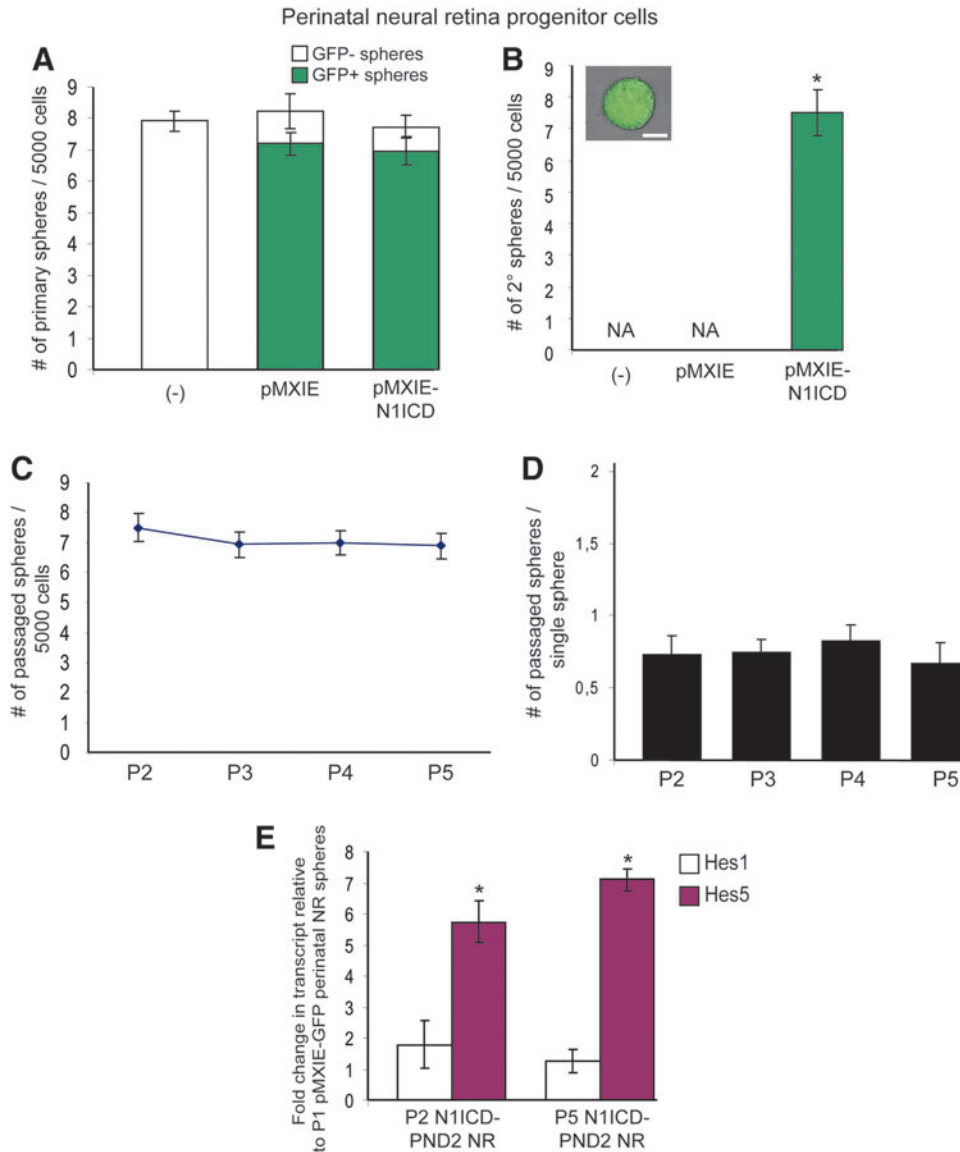 Perinatal neural retina progenitor cells
A
GFP- spheres
GFP+ spheres
# of primary spheres / 5000 cells
9
8
7
6
5
4
3
2
1
0
(-)
pMXIE
pMXIE-
N1ICD
B
# of 2° spheres / 5000 cells
9
8
7
6
5
4
3
2
1
0
*
NA
NA
(-)
pMXIE
pMXIE-
N1ICD
C
# of passaged spheres /
5000 cells
9
8
7
6
5
4
3
2
1
0
P2
P3
P4
P5
D
# of passaged spheres /
single sphere
2
1,5
1
0,5
0
P2
P3
P4
P5
E
Fold change in transcript relative
to P1 pMXIE-GFP perinatal NR spheres
8
7
6
5
4
3
2
1
0
*
*
Hes1
Hes5
P2 N1ICD-
PND2 NR
P5 N1ICD-
PND2 NR